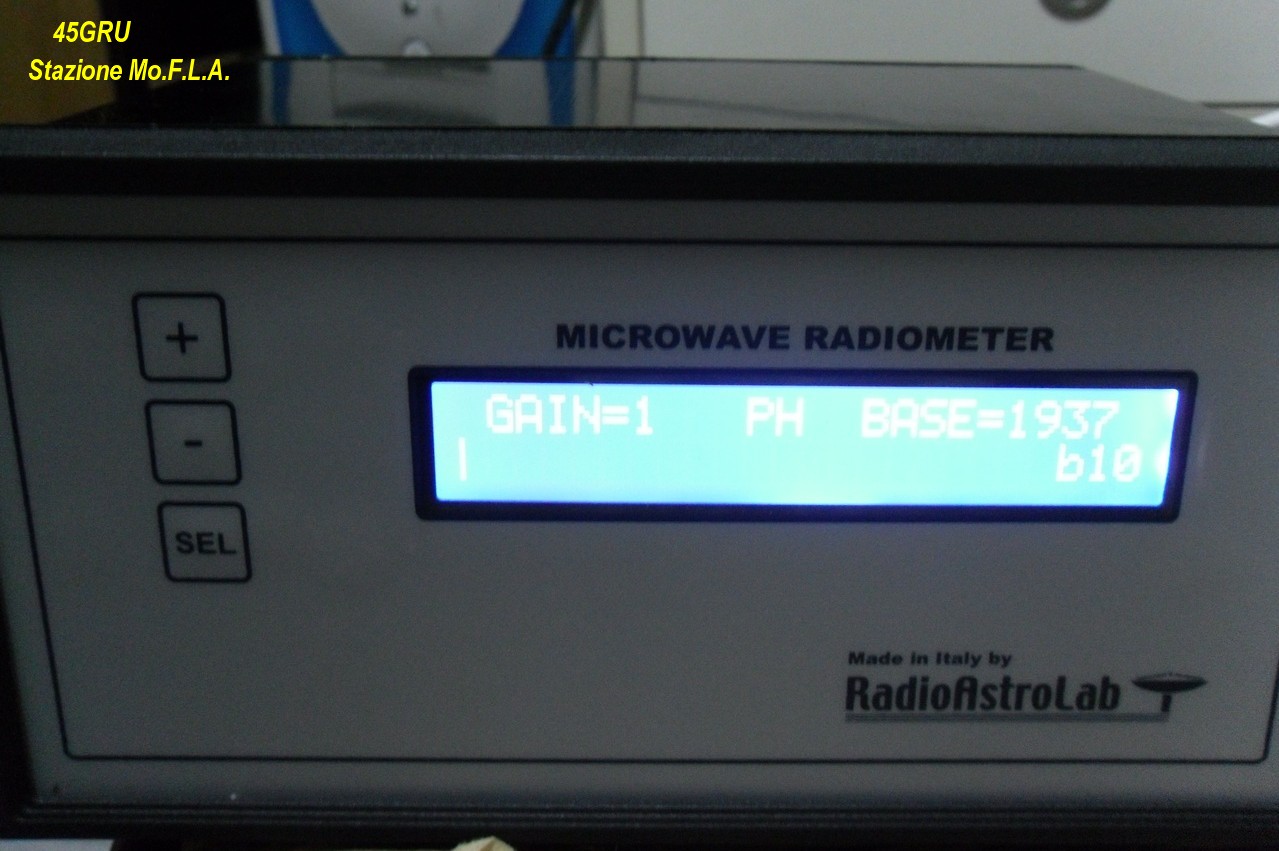 45GRU
Stazione Mo.F.L.A.
+
-
SEL
MICROWAVE RADIOMETER
GAIN=1 PH BASE=1937
b10
Made in Italy by
RadioAstroLab